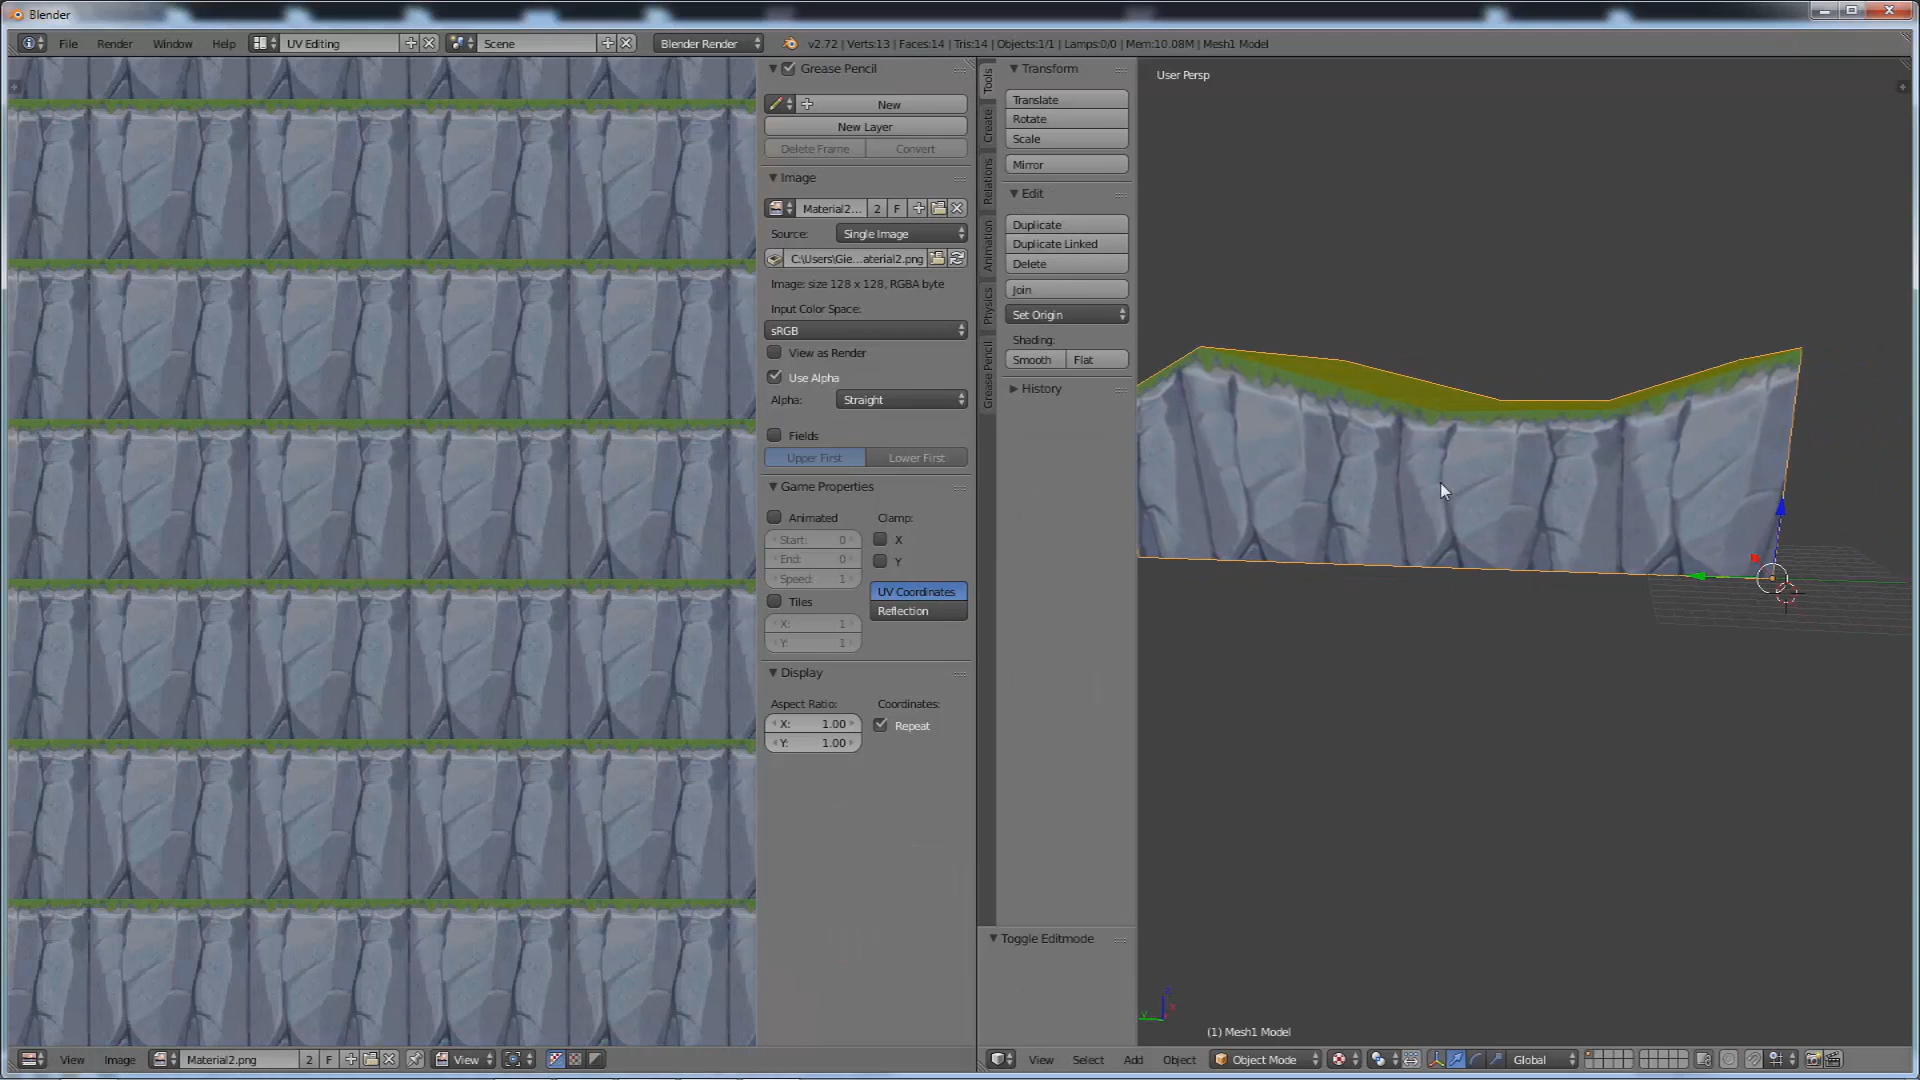 Blender
File Render Window Help UV Editing Scene Blender Render v2.72 | Verts:13 | Faces:14 | Tris:14 | Objects:1/1 | Lamps:0/0 | Mem:10.08M | Mesh1 Model
Grease Pencil
New
New Layer
Delete Frame Convert
Image
Material2... 2 F
Source: Single Image
C:\Users\Gie...aterial2.png
Image: size 128 x 128, RGBA byte
Input Color Space:
sRGB
View as Render
Use Alpha
Alpha: Straight
Fields
Upper First Lower First
Game Properties
Animated Clamp:
Start: 0 X
End: 0 Y
Speed: 1
UV Coordinates
Tiles Reflection
X: 1
Y: 1
Display
Aspect Ratio: Coordinates:
X: 1.00 Repeat
Y: 1.00
Tools
Create
Relations
Animation
Physics
Grease Pencil
Transform
Translate
Rotate
Scale
Mirror
Edit
Duplicate
Duplicate Linked
Delete
Join
Set Origin
Shading:
Smooth Flat
History
Toggle Editmode
User Persp
(1) Mesh1 Model
View Image Material2.png 2 F View
View Select Add Object Object Mode Global